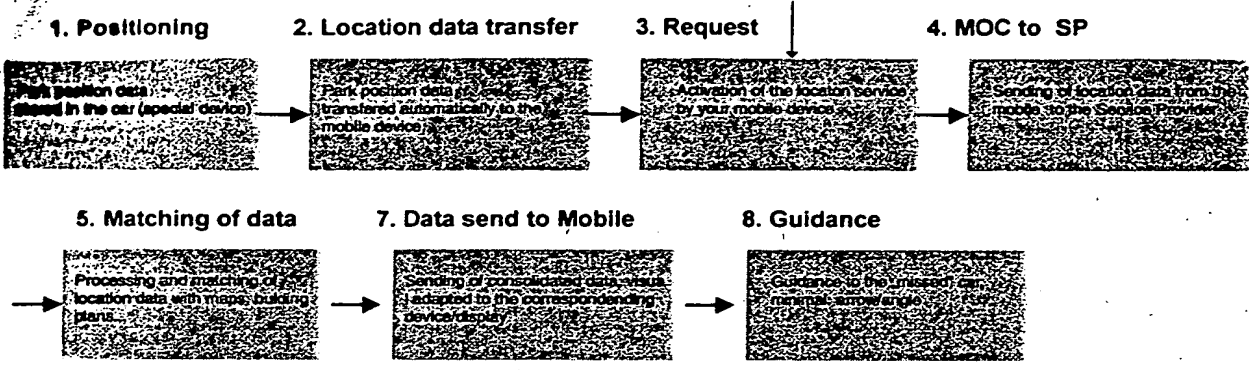 1. Positioning
Park position data
stored in the car (special device)
2. Location data transfer
Park position data
transferred automatically to the
mobile device
3. Request
Activation of the locaton service
by your mobile device
4. MOC to SP
Sending of location data from the
mobile to the Service Provider
5. Matching of data
Processing and matching of
location data with maps, building
plans...
7. Data send to Mobile
Sending of consolidated data, visual
adapted to the correspondending
device/display
8. Guidance
Guidance to the "missed" car,
minimal: arrow/angle